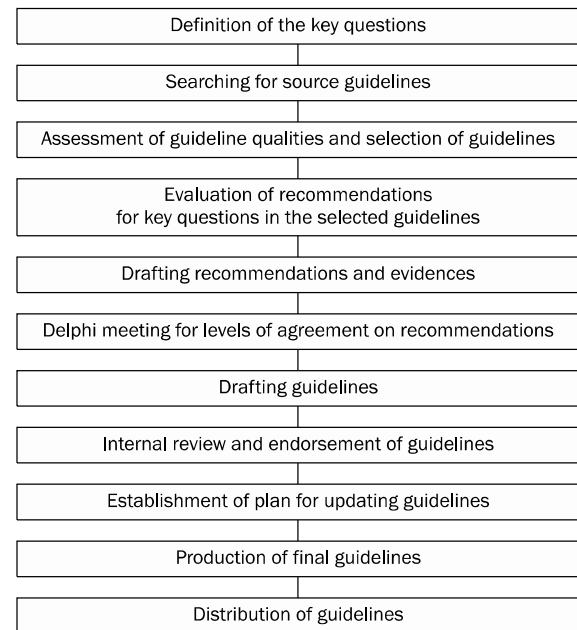 Definition of the key questions
Searching for source guidelines
Assessment of guideline qualities and selection of guidelines
Evaluation of recommendations
for key questions in the selected guidelines
Drafting recommendations and evidences
Delphi meeting for levels of agreement on recommendations
Drafting guidelines
Internal review and endorsement of guidelines
Establishment of plan for updating guidelines
Production of final guidelines
Distribution of guidelines